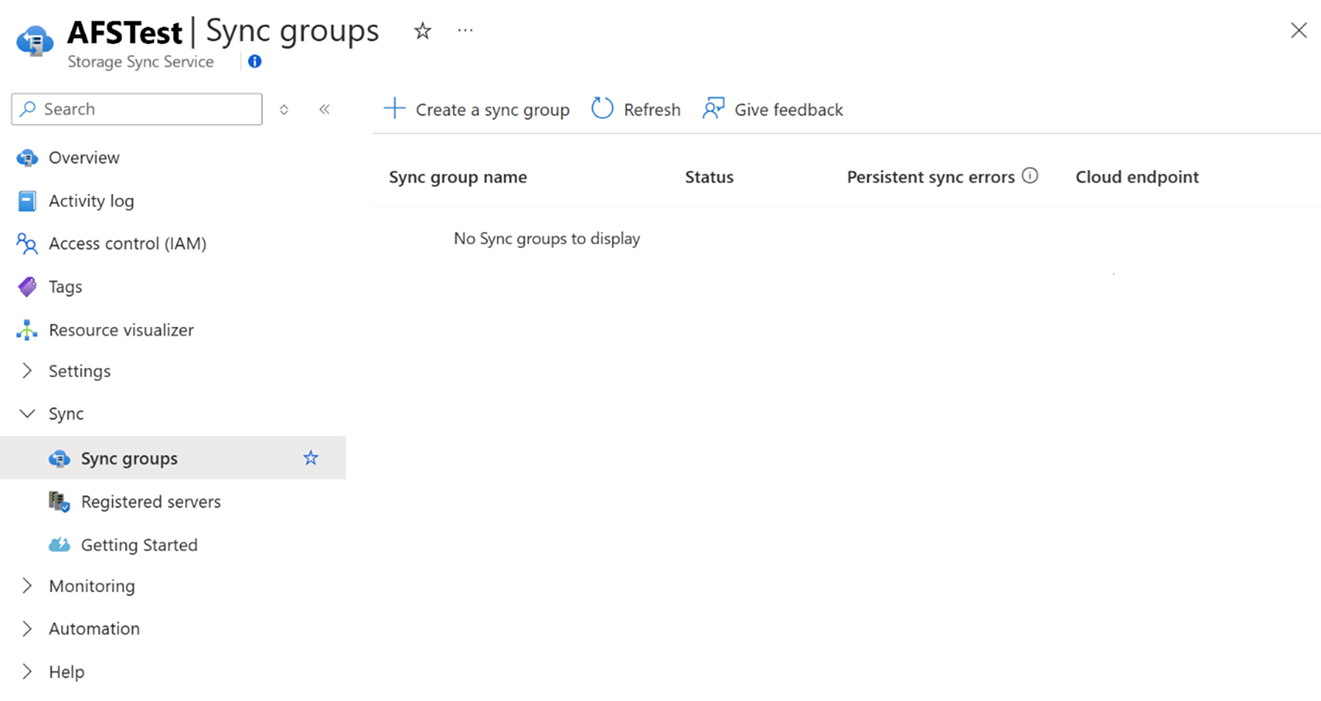 AFSTest | Sync groups
Storage Sync Service
Search
Create a sync group
Refresh
Give feedback
Overview
Activity log
Access control (IAM)
Tags
Resource visualizer
Settings
Sync
Sync groups
Registered servers
Getting Started
Monitoring
Automation
Help
Sync group name
Status
Persistent sync errors
Cloud endpoint
No Sync groups to display